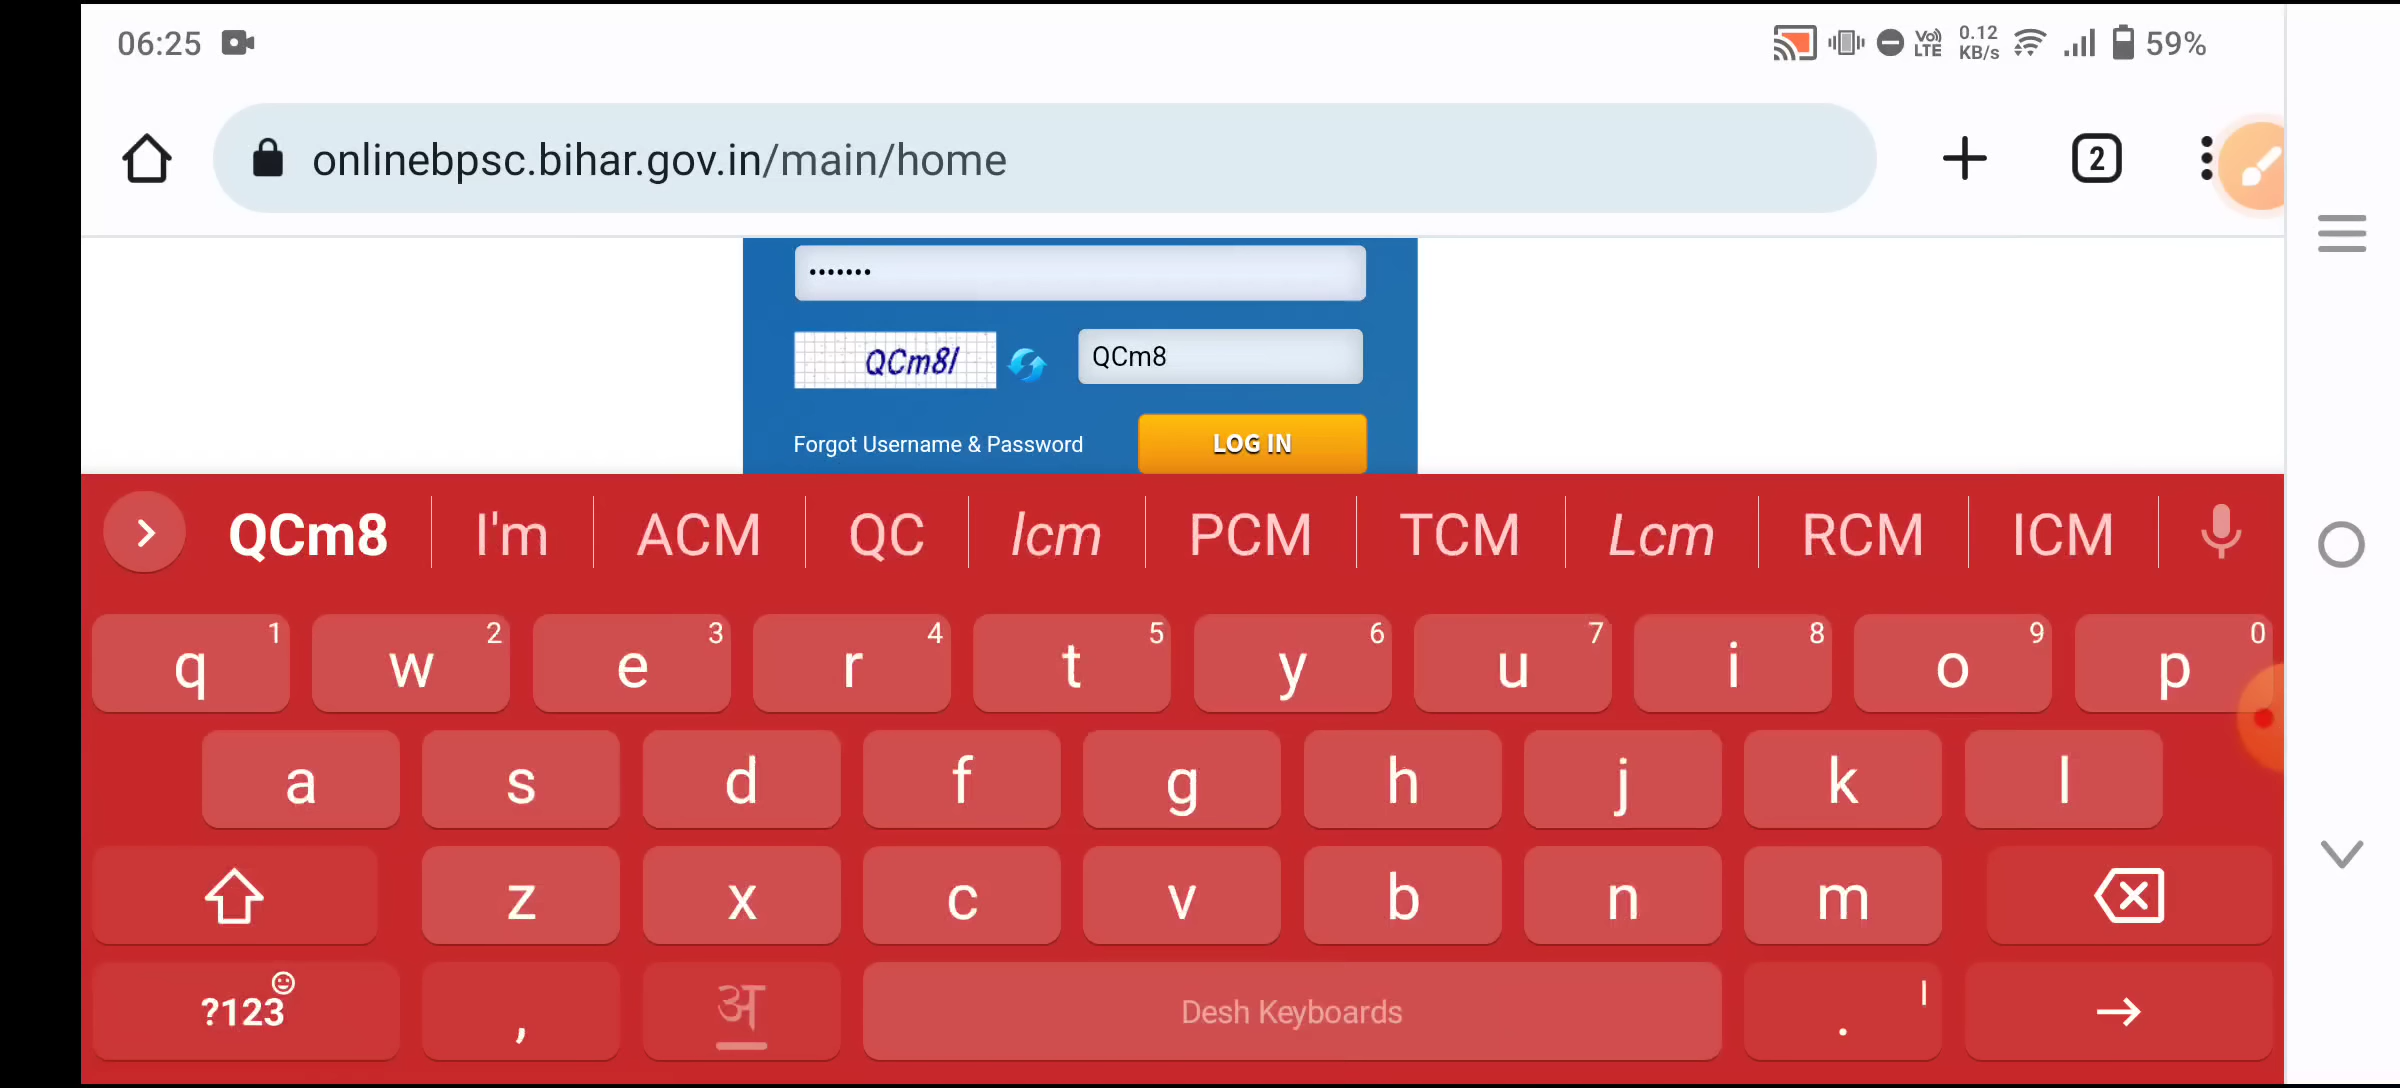 06:25
Vo) LTE 0.12 KB/s 59%
onlinebpsc.bihar.gov.in/main/home
2
•••••••
QCm8l QCm8
Forgot Username & Password LOG IN
QCm8 I'm ACM QC lcm PCM TCM Lcm RCM ICM
q 1 w 2 e 3 r 4 t 5 y 6 u 7 i 8 o 9 p 0
a s d f g h j k l
z x c v b n m
?123 , अ Desh Keyboards . |